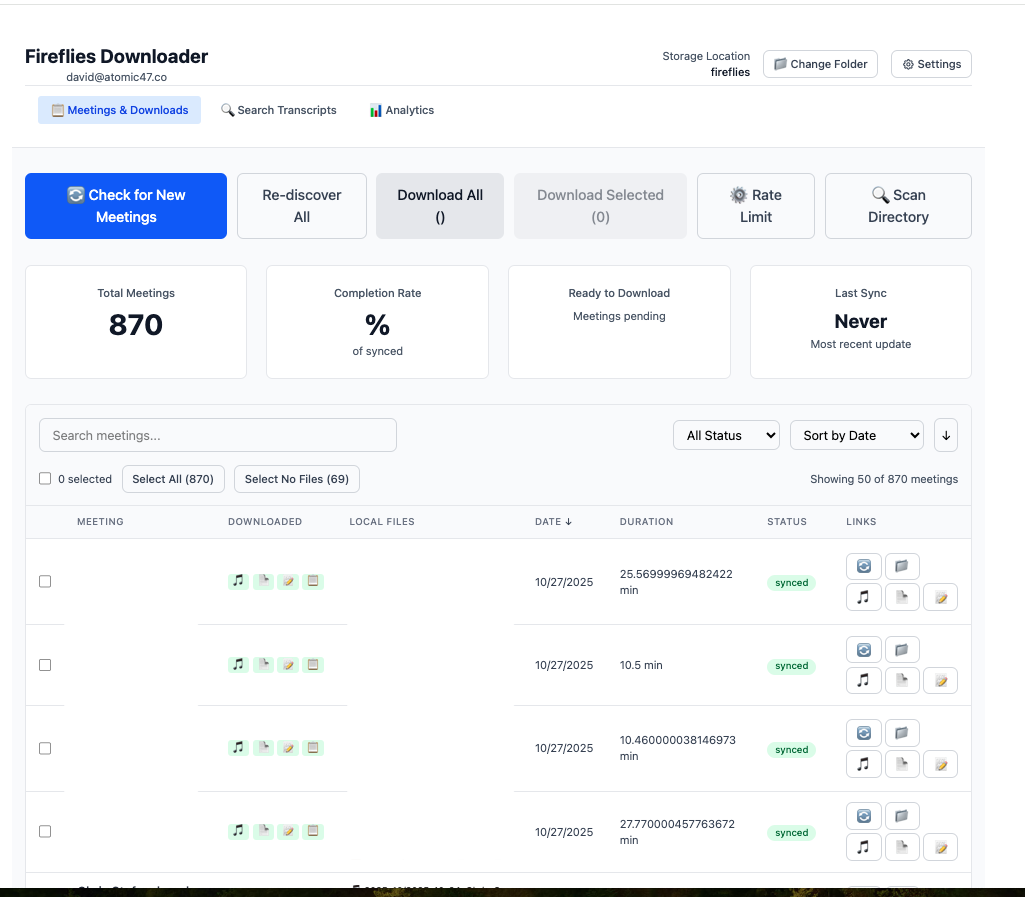 Fireflies Downloader
david@atomic47.co
Storage Location
fireflies
Change Folder
Settings
Meetings & Downloads
Search Transcripts
Analytics
Check for New
Meetings
Re-discover
All
Download All
()
Download Selected
(0)
Rate
Limit
Scan
Directory
Total Meetings
870
Completion Rate
%
of synced
Ready to Download
Meetings pending
Last Sync
Never
Most recent update
Search meetings...
All Status
Sort by Date
↓
0 selected
Select All (870)
Select No Files (69)
Showing 50 of 870 meetings
MEETING DOWNLOADED LOCAL FILES DATE ↓ DURATION STATUS LINKS
10/27/2025 25.56999969482422 min synced
10/27/2025 10.5 min synced
10/27/2025 10.460000038146973 min synced
10/27/2025 27.770000457763672 min synced